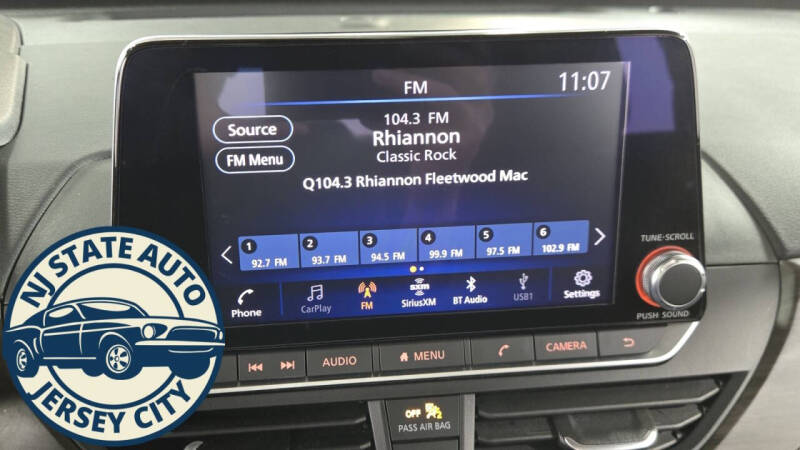 FM
11:07
Source
FM Menu
104.3 FM
Rhiannon
Classic Rock
Q104.3 Rhiannon Fleetwood Mac
1 2 3 4 5 6
92.7 FM 93.7 FM 94.5 FM 99.9 FM 97.5 FM 102.9 FM
Phone CarPlay FM SiriusXM BT Audio USB1 Settings
sxm
TUNE·SCROLL
PUSH SOUND
AUDIO MENU CAMERA
OFF 2
PASS AIR BAG
NJ STATE AUTO
JERSEY CITY